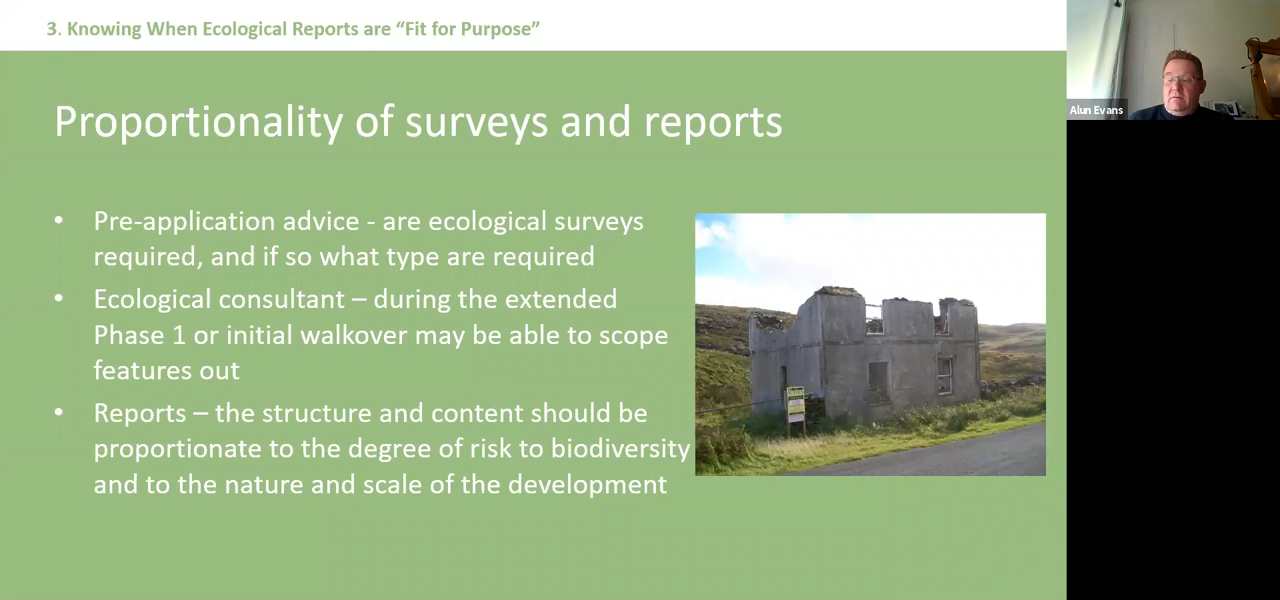 3. Knowing When Ecological Reports are “Fit for Purpose”
Alun Evans
Proportionality of surveys and reports
• Pre-application advice - are ecological surveys
required, and if so what type are required
• Ecological consultant – during the extended
Phase 1 or initial walkover may be able to scope
features out
• Reports – the structure and content should be
proportionate to the degree of risk to biodiversity
and to the nature and scale of the development